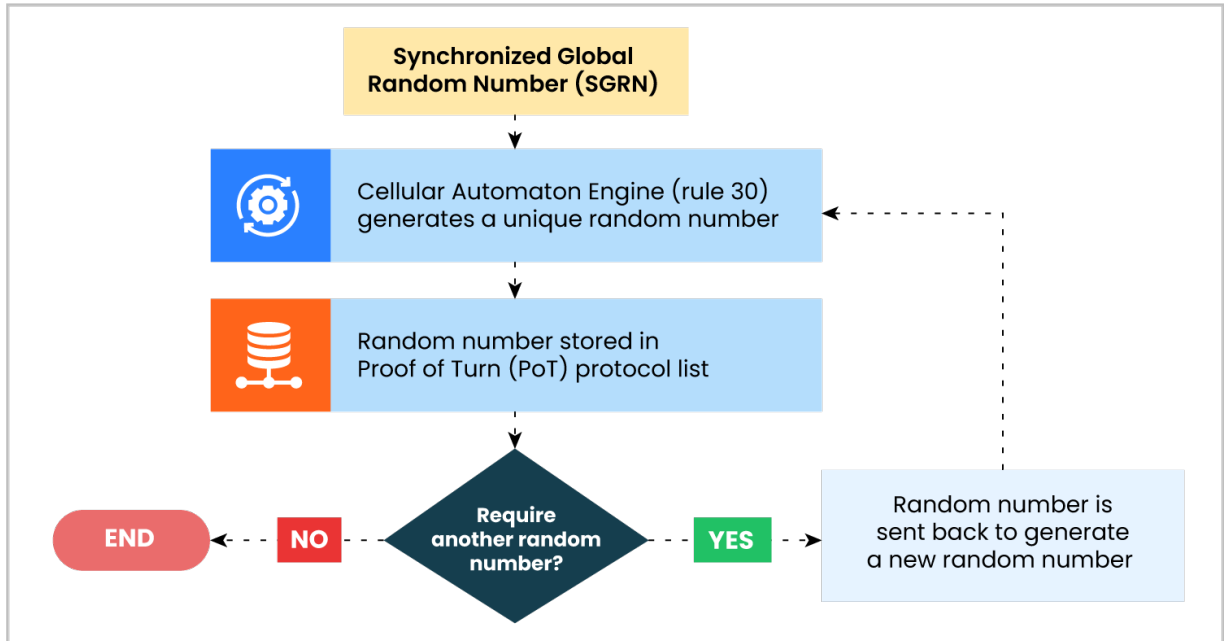 Synchronized Global
Random Number (SGRN)
Cellular Automaton Engine (rule 30)
generates a unique random number
Random number stored in
Proof of Turn (PoT) protocol list
Require
another random
number?
NO
END
YES
Random number is
sent back to generate
a new random number